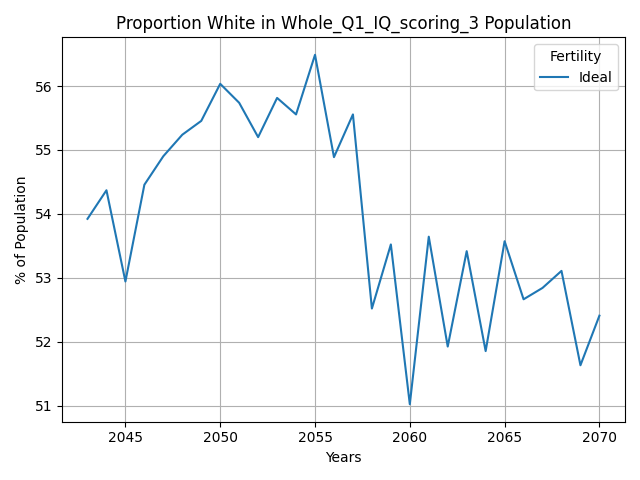 Proportion White in Whole_Q1_IQ_scoring_3 Population
Fertility
Ideal
% of Population
56
55
54
53
52
51
2045 2050 2055 2060 2065 2070
Years